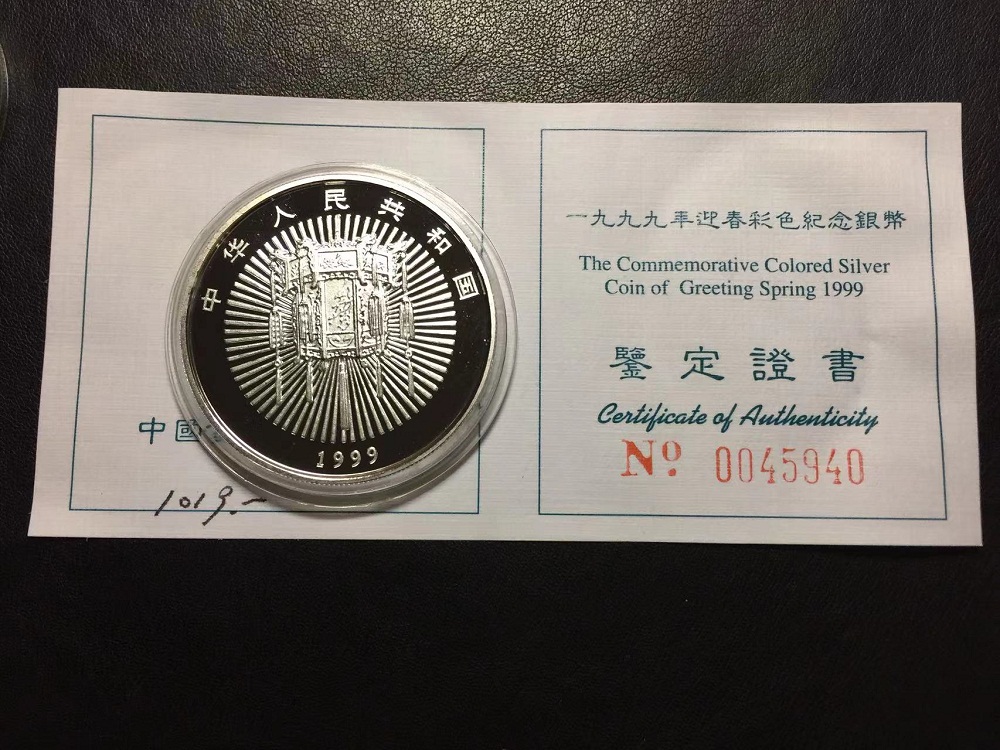 中华人民共和国
1999
中國
1019.-
一九九九年迎春彩色紀念銀幣
The Commemorative Colored Silver
Coin of Greeting Spring 1999
鑒定證書
Certificate of Authenticity
Nº 0045940